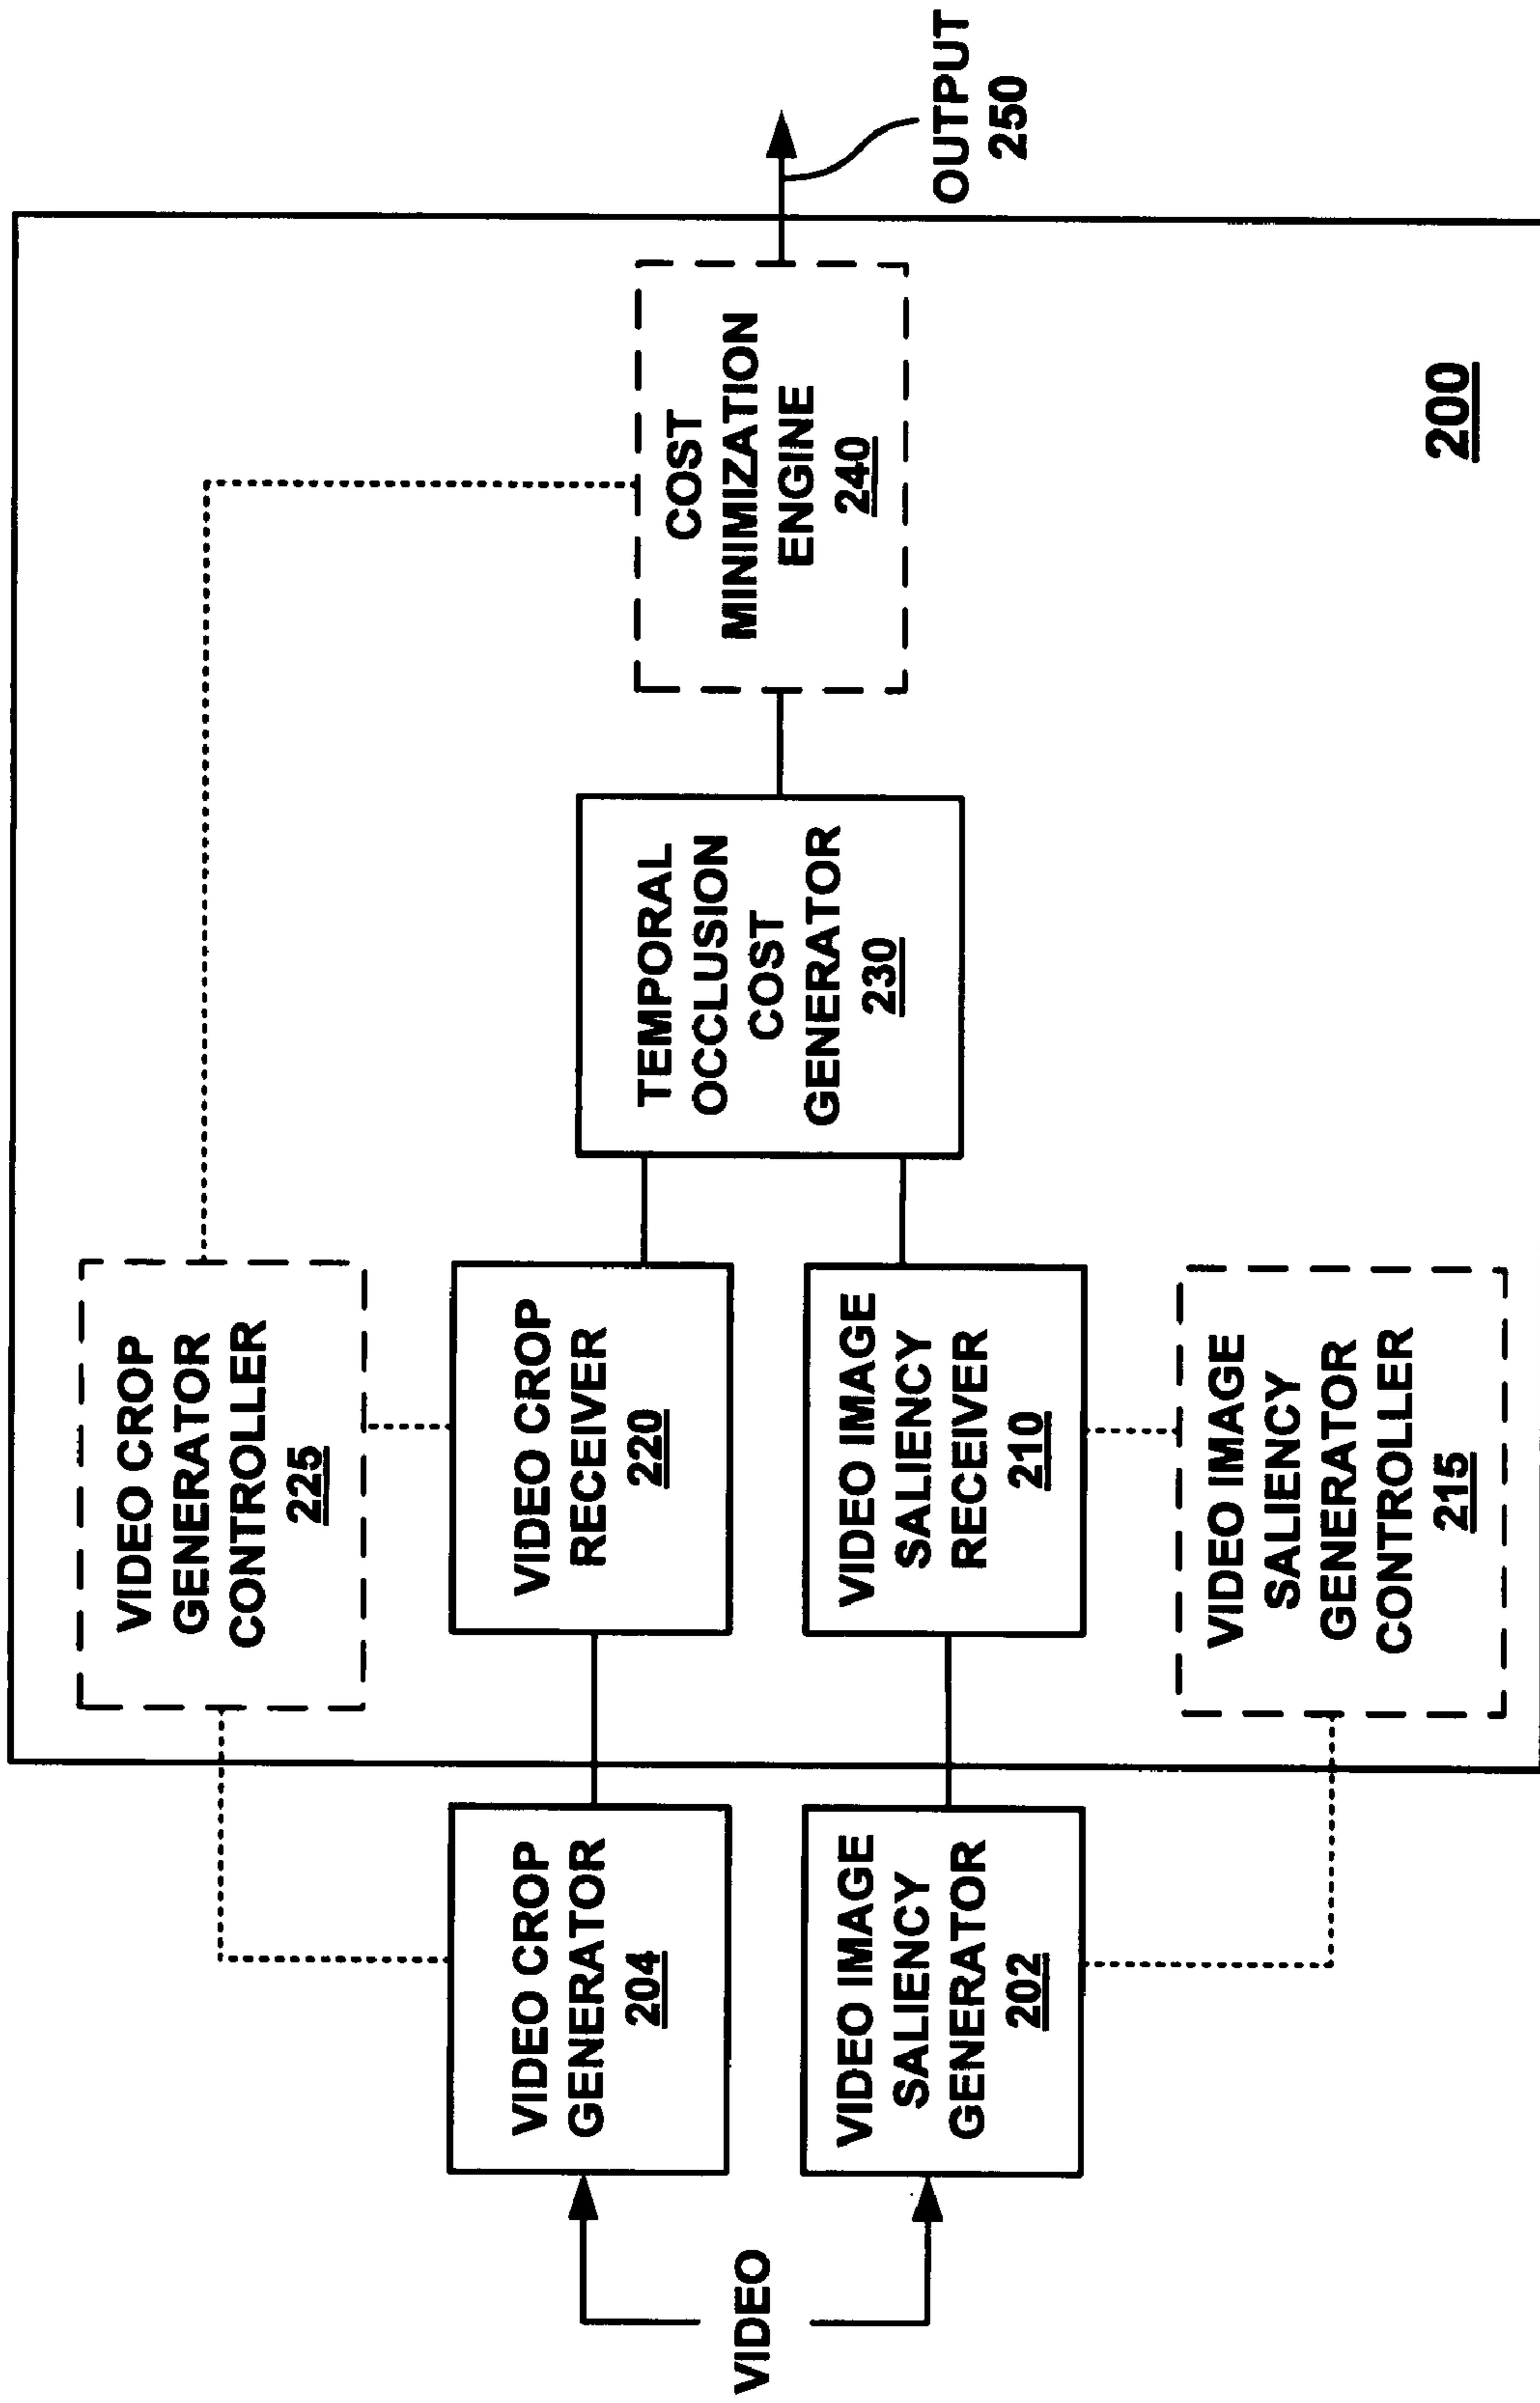 VIDEO
VIDEO CROP
GENERATOR
204
VIDEO IMAGE
SALIENCY
GENERATOR
202
VIDEO CROP
GENERATOR
CONTROLLER
225
VIDEO CROP
RECEIVER
220
VIDEO IMAGE
SALIENCY
RECEIVER
210
VIDEO IMAGE
SALIENCY
GENERATOR
CONTROLLER
215
TEMPORAL
OCCLUSION
COST
GENERATOR
230
COST
MINIMIZATION
ENGINE
240
OUTPUT
250
200